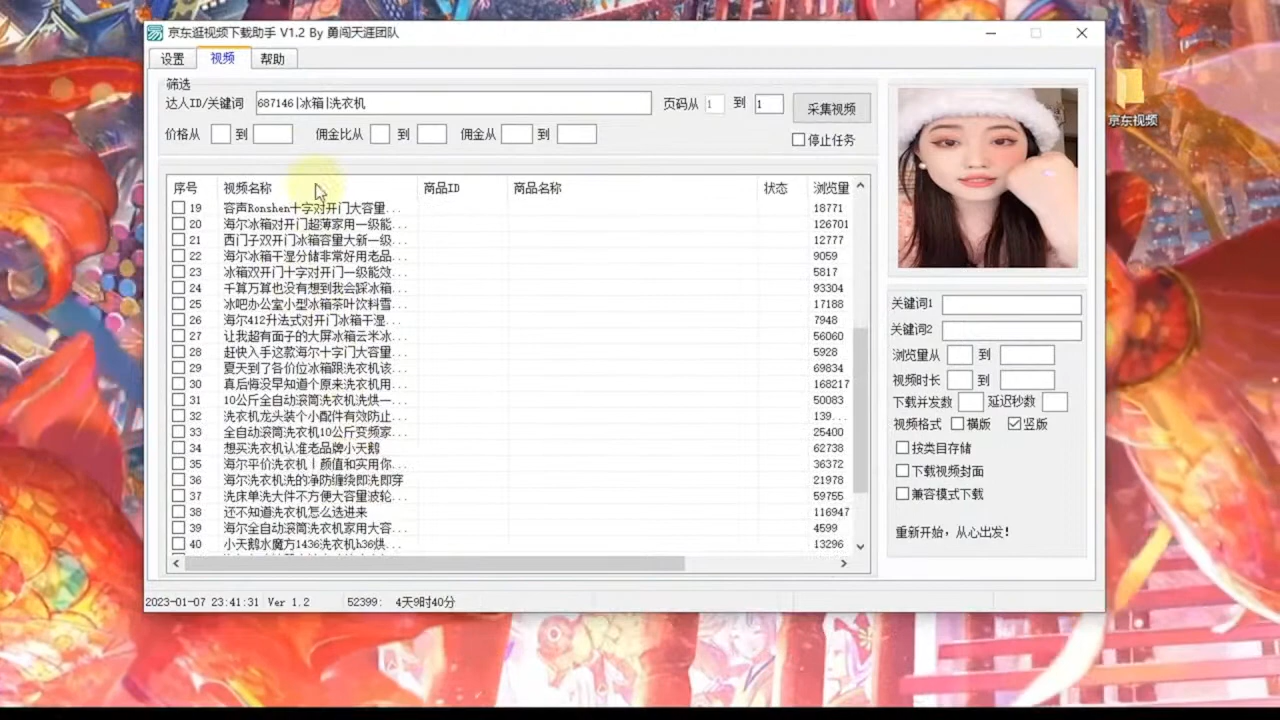 京东逛视频下载助手 V1.2 By 勇闯天涯团队
设置 视频 帮助
筛选
达人ID/关键词 687146|冰箱|洗衣机 页码从 1 到 1 采集视频
价格从 到 佣金比从 到 佣金从 到 停止任务
京东视频
序号 视频名称 商品ID 商品名称 状态 浏览量
19 容声Ronshen十字对开门大容量... 18771
20 海尔冰箱对开门超薄家用一级能... 126701
21 西门子双开门冰箱容量大新一级... 12777
22 海尔冰箱干湿分储非常好用老品... 9059
23 冰箱双开门十字对开门一级能效... 5817
24 千算万算也没有想到我会踩冰箱... 93304
25 冰吧办公室小型冰箱茶叶饮料雪... 17188
26 海尔412升法式对开门冰箱干湿... 7948
27 让我超有面子的大屏冰箱云米冰... 56060
28 赶快入手这款海尔十字门大容量... 5928
29 夏天到了各价位冰箱跟洗衣机该... 69834
30 真后悔没早知道个原来洗衣机用... 168217
31 10公斤全自动滚筒洗衣机洗烘一... 50083
32 洗衣机龙头装个小配件有效防止... 139...
33 全自动滚筒洗衣机10公斤变频家... 25400
34 想买洗衣机认准老品牌小天鹅 62738
35 海尔平价洗衣机丨颜值和实用你... 36372
36 海尔洗衣机洗的净防缠绕即洗即穿 21978
37 洗床单洗大件不方便大容量波轮... 59755
38 还不知道洗衣机怎么选进来 116947
39 海尔全自动滚筒洗衣机家用大容... 4599
40 小天鹅水魔方1436洗衣机h36烘... 13296
关键词1
关键词2
浏览量从 到
视频时长 到
下载并发数 延迟秒数
视频格式 横版 竖版
按类目存储
下载视频封面
兼容模式下载
重新开始，从心出发！
2023-01-07 23:41:31 Ver 1.2 52399: 4天9时40分